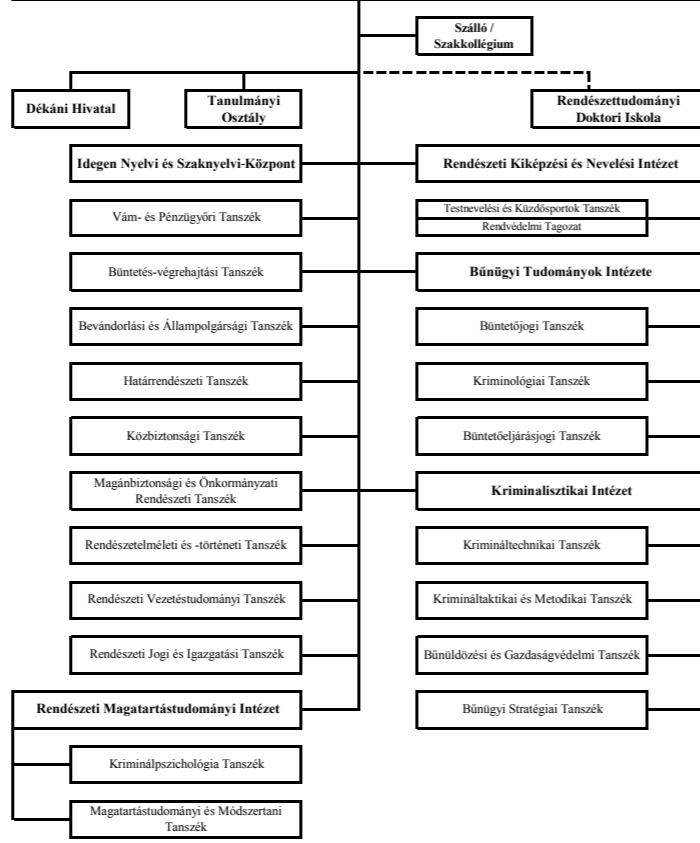 Szálló /
Szakkollégium
Dékáni Hivatal
Tanulmányi
Osztály
Rendészettudományi
Doktori Iskola
Idegen Nyelvi és Szaknyelvi-Központ
Rendészeti Kiképzési és Nevelési Intézet
Vám- és Pénzügyőri Tanszék
Testnevelési és Küzdősportok Tanszék
Rendvédelmi Tagozat
Büntetés-végrehajtási Tanszék
Bűnügyi Tudományok Intézete
Bevándorlási és Állampolgársági Tanszék
Büntetőjogi Tanszék
Határrendészeti Tanszék
Kriminológiai Tanszék
Közbiztonsági Tanszék
Büntetőeljárásjogi Tanszék
Magánbiztonsági és Önkormányzati
Rendészeti Tanszék
Kriminalisztikai Intézet
Rendészetelméleti és -történeti Tanszék
Krimináltechnikai Tanszék
Rendészeti Vezetéstudományi Tanszék
Krimináltaktikai és Metodikai Tanszék
Rendészeti Jogi és Igazgatási Tanszék
Bűnüldözési és Gazdaságvédelmi Tanszék
Rendészeti Magatartástudományi Intézet
Bűnügyi Stratégiai Tanszék
Kriminálpszichológia Tanszék
Magatartástudományi és Módszertani
Tanszék